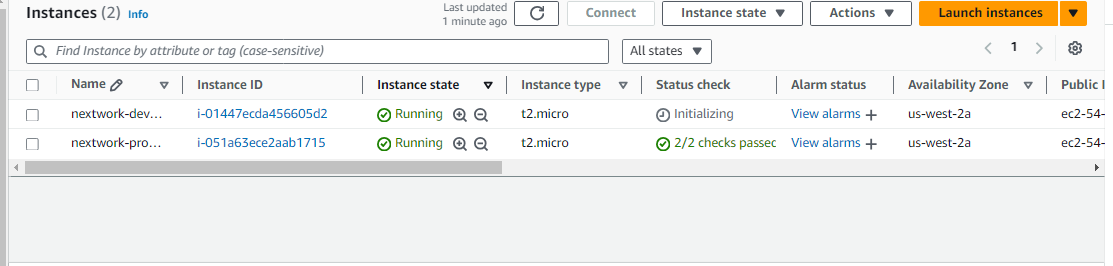 Instances (2) Info
Last updated
1 minute ago
Connect
Instance state
Actions
Launch instances
Find Instance by attribute or tag (case-sensitive)
All states
1
Name Instance ID Instance state Instance type Status check Alarm status Availability Zone Public I
nextwork-dev... i-01447ecda456605d2 Running t2.micro Initializing View alarms + us-west-2a ec2-54-
nextwork-pro... i-051a63ece2aab1715 Running t2.micro 2/2 checks passec View alarms + us-west-2a ec2-54-